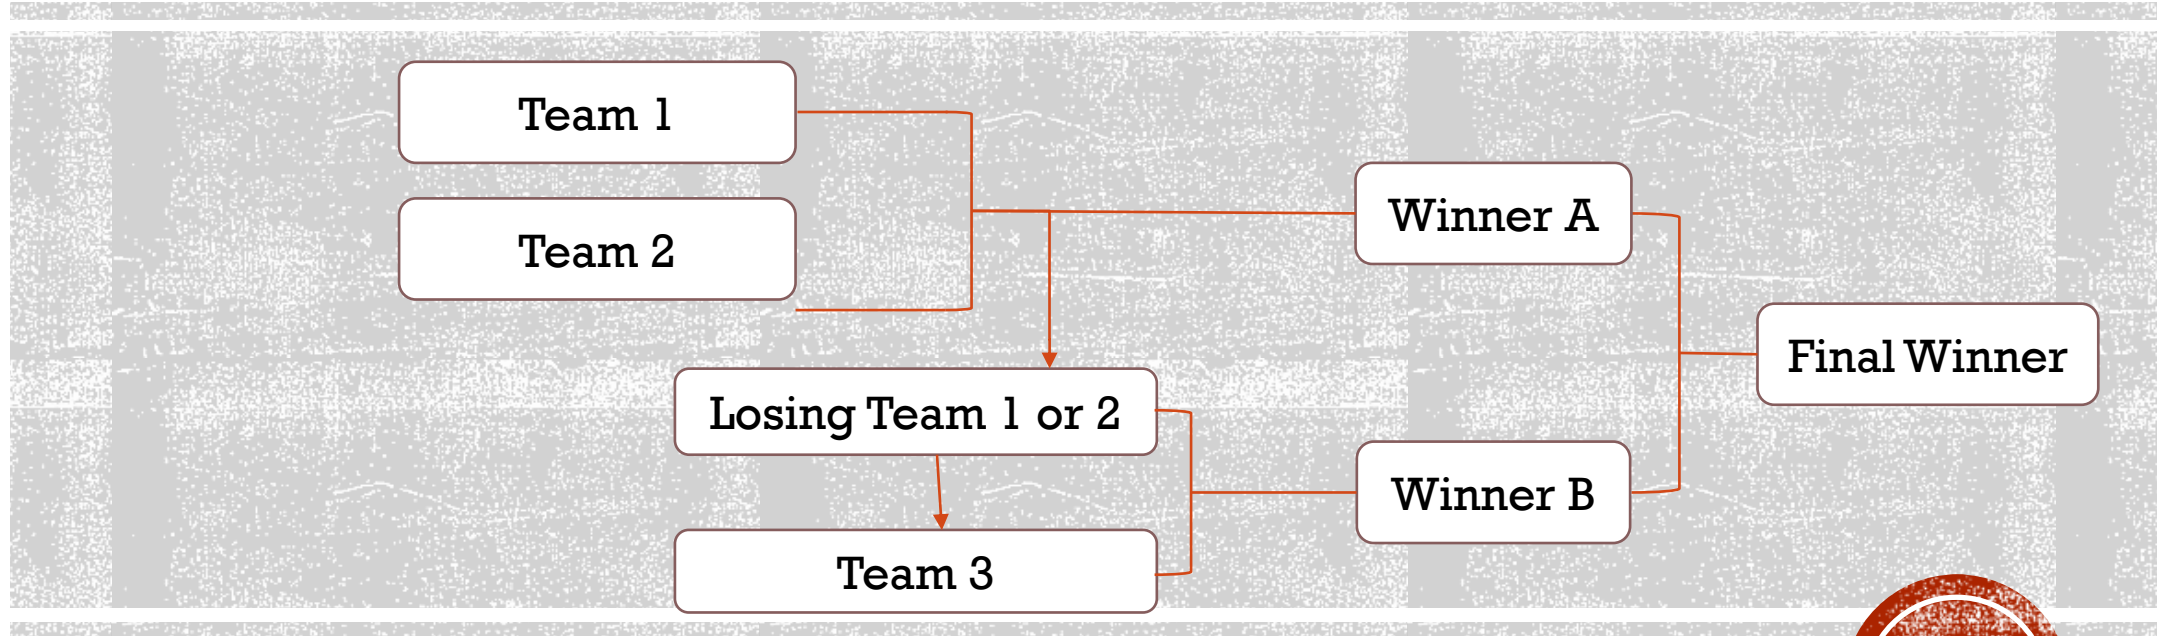 Team 1
Team 2
Winner A
Final Winner
Losing Team 1 or 2
Winner B
Team 3